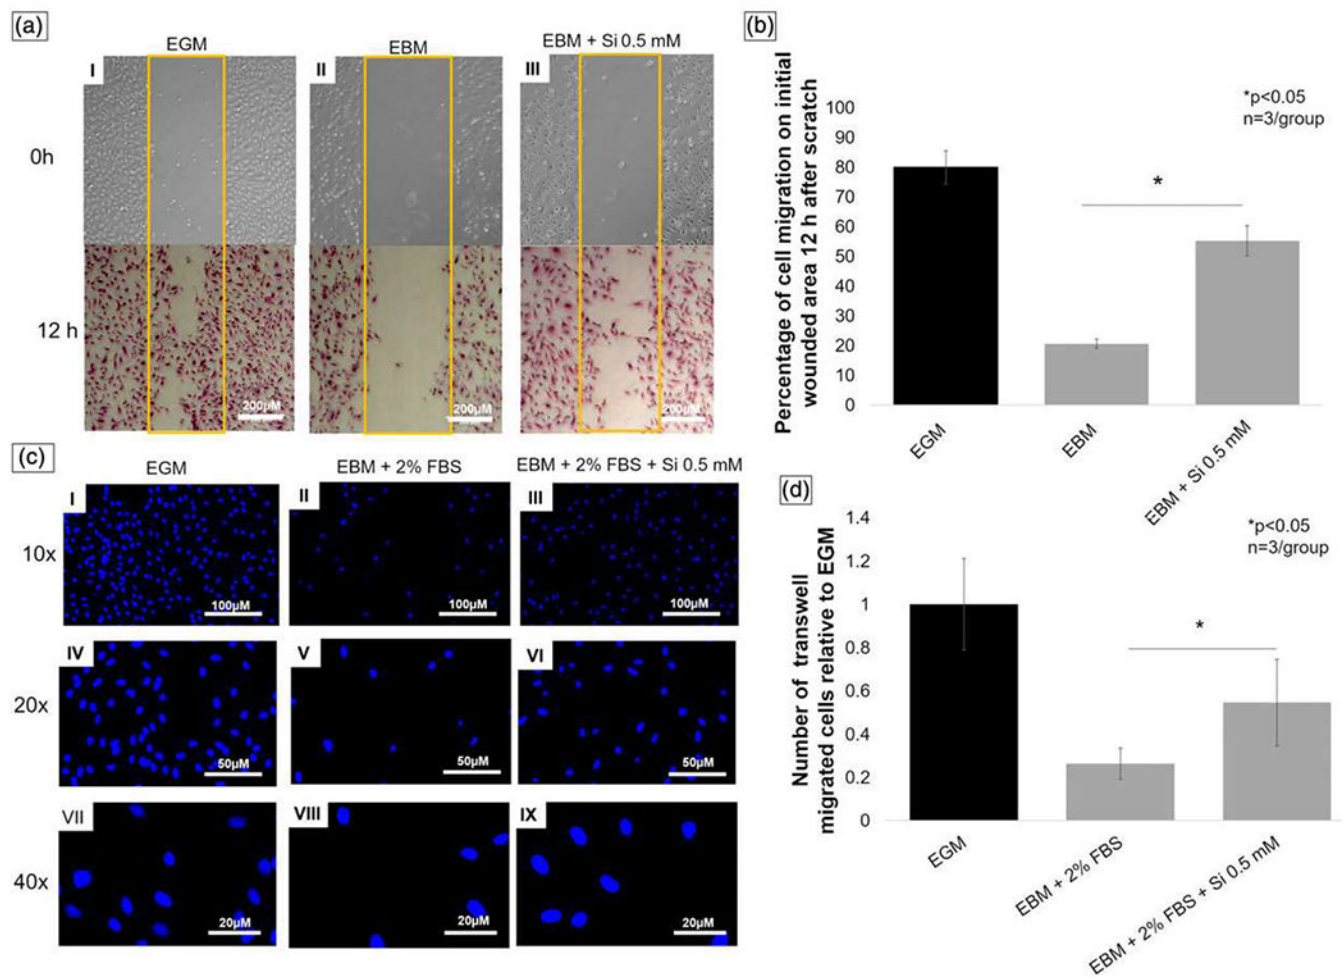 (a)
EGM
EBM
EBM + Si 0.5 mM
I
II
III
0h
12 h
200µM
200µM
200µM
(b)
Percentage of cell migration on initial
wounded area 12 h after scratch
100
90
80
70
60
50
40
30
20
10
0
*p<0.05
n=3/group
*
EGM
EBM
EBM + Si 0.5 mM
(c)
EGM
EBM + 2% FBS
EBM + 2% FBS + Si 0.5 mM
10x
I
II
III
100µM
100µM
100µM
20x
IV
V
VI
50µM
50µM
50µM
40x
VII
VIII
IX
20µM
20µM
20µM
(d)
Number of transwell
migrated cells relative to EGM
1.4
1.2
1
0.8
0.6
0.4
0.2
0
*p<0.05
n=3/group
*
EGM
EBM + 2% FBS
EBM + 2% FBS + Si 0.5 mM